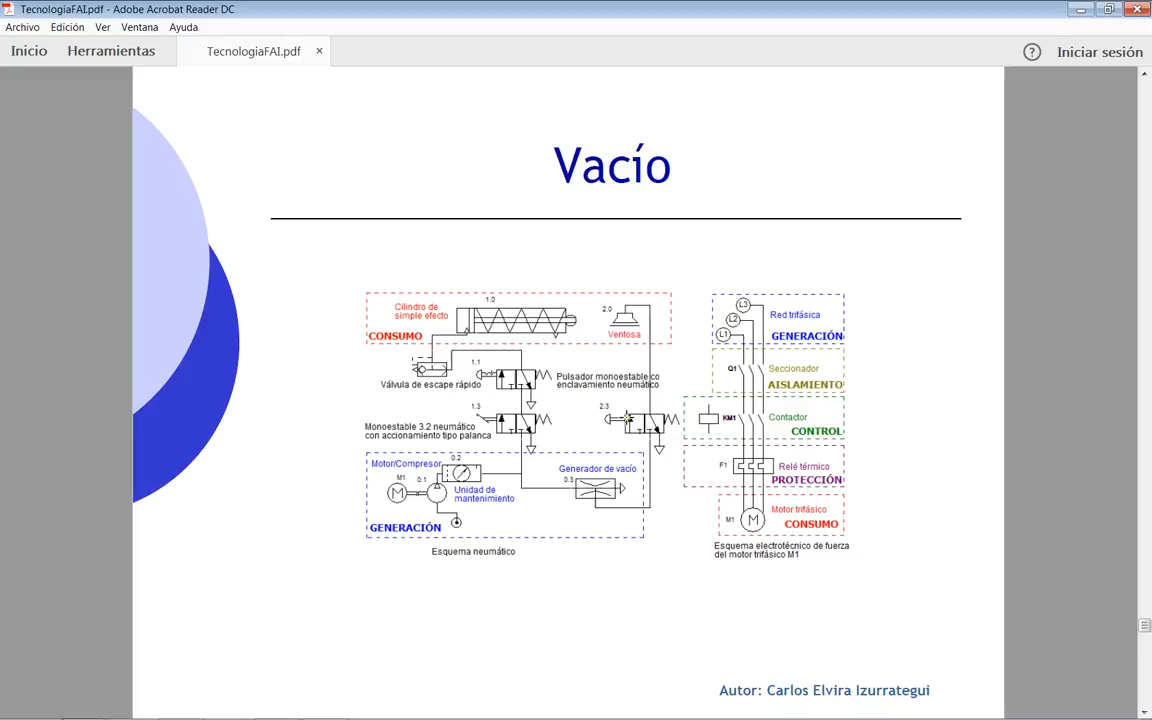 TecnologiaFAI.pdf - Adobe Acrobat Reader DC
Archivo Edición Ver Ventana Ayuda
Inicio Herramientas TecnologiaFAI.pdf × ? Iniciar sesión
Vacío
Cilindro de
simple efecto
CONSUMO
1.0
2.0
Ventosa
Válvula de escape rápido
1.1
Pulsador monoestable co
enclavamiento neumático
1.3
Monoestable 3.2 neumático
con accionamiento tipo palanca
2.3
Motor/Compresor
M1
M
0.1
0.2
Unidad de
mantenimiento
Generador de vacío
0.3
GENERACIÓN
Esquema neumático
L3
L2
L1
Red trifásica
GENERACIÓN
Q1
Seccionador
AISLAMIENTO
KM1
Contactor
CONTROL
F1
Relé térmico
PROTECCIÓN
M1
M
Motor trifásico
CONSUMO
Esquema electrotécnico de fuerza
del motor trifásico M1
Autor: Carlos Elvira Izurrategui